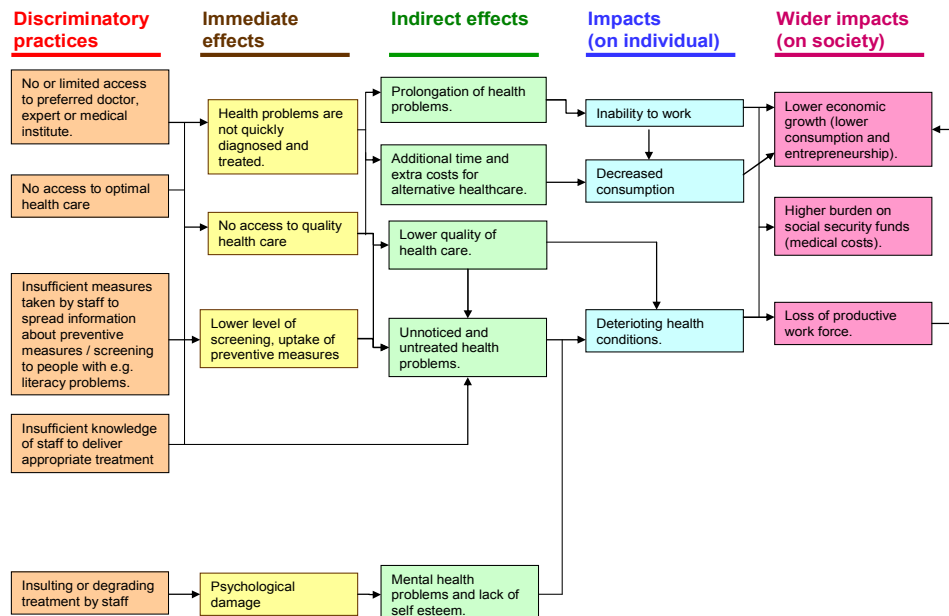 Discriminatory
practices
No or limited access
to preferred doctor,
expert or medical
institute.
No access to optimal
health care
Insufficient measures
taken by staff to
spread information
about preventive
measures / screening
to people with e.g.
literacy problems.
Insufficient knowledge
of staff to deliver
appropriate treatment
Insulting or degrading
treatment by staff
Immediate
effects
Health problems are
not quickly
diagnosed and
treated.
No access to quality
health care
Lower level of
screening, uptake of
preventive measures
Psychological
damage
Indirect effects
Prolongation of health
problems.
Additional time and
extra costs for
alternative healthcare.
Lower quality of
health care.
Unnoticed and
untreated health
problems.
Mental health
problems and lack of
self esteem.
Impacts
(on individual)
Inability to work
Decreased
consumption
Deterioting health
conditions.
Wider impacts
(on society)
Lower economic
growth (lower
consumption and
entrepreneurship).
Higher burden on
social security funds
(medical costs).
Loss of productive
work force.